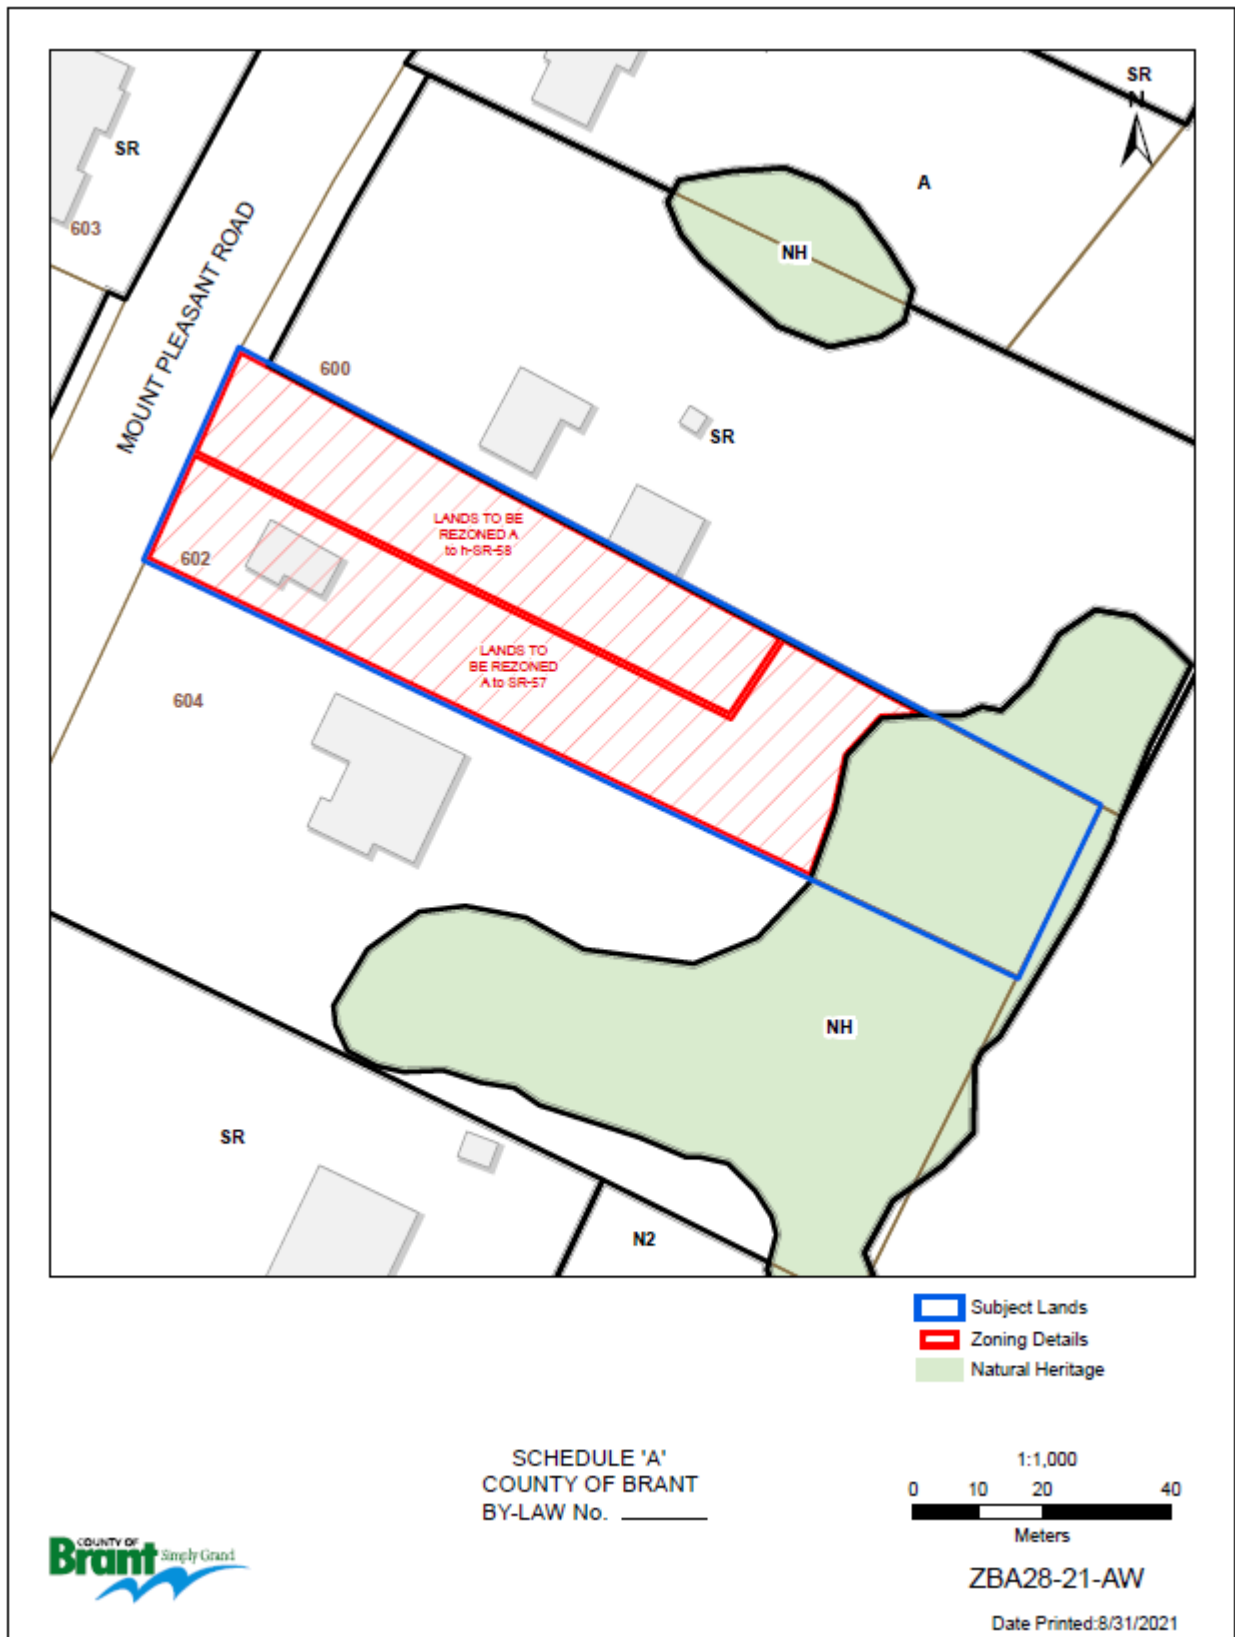 SR
N
SR
A
603
NH
MOUNT PLEASANT ROAD
600
SR
LANDS TO BE
REZONED A
to h-SR-58
602
LANDS TO
BE REZONED
A to SR-57
604
NH
SR
N2
Subject Lands
Zoning Details
Natural Heritage
SCHEDULE 'A'
COUNTY OF BRANT
BY-LAW No. ________
1:1,000
0 10 20 40
Meters
COUNTY OF
Brant Simply Grand
ZBA28-21-AW
Date Printed:8/31/2021